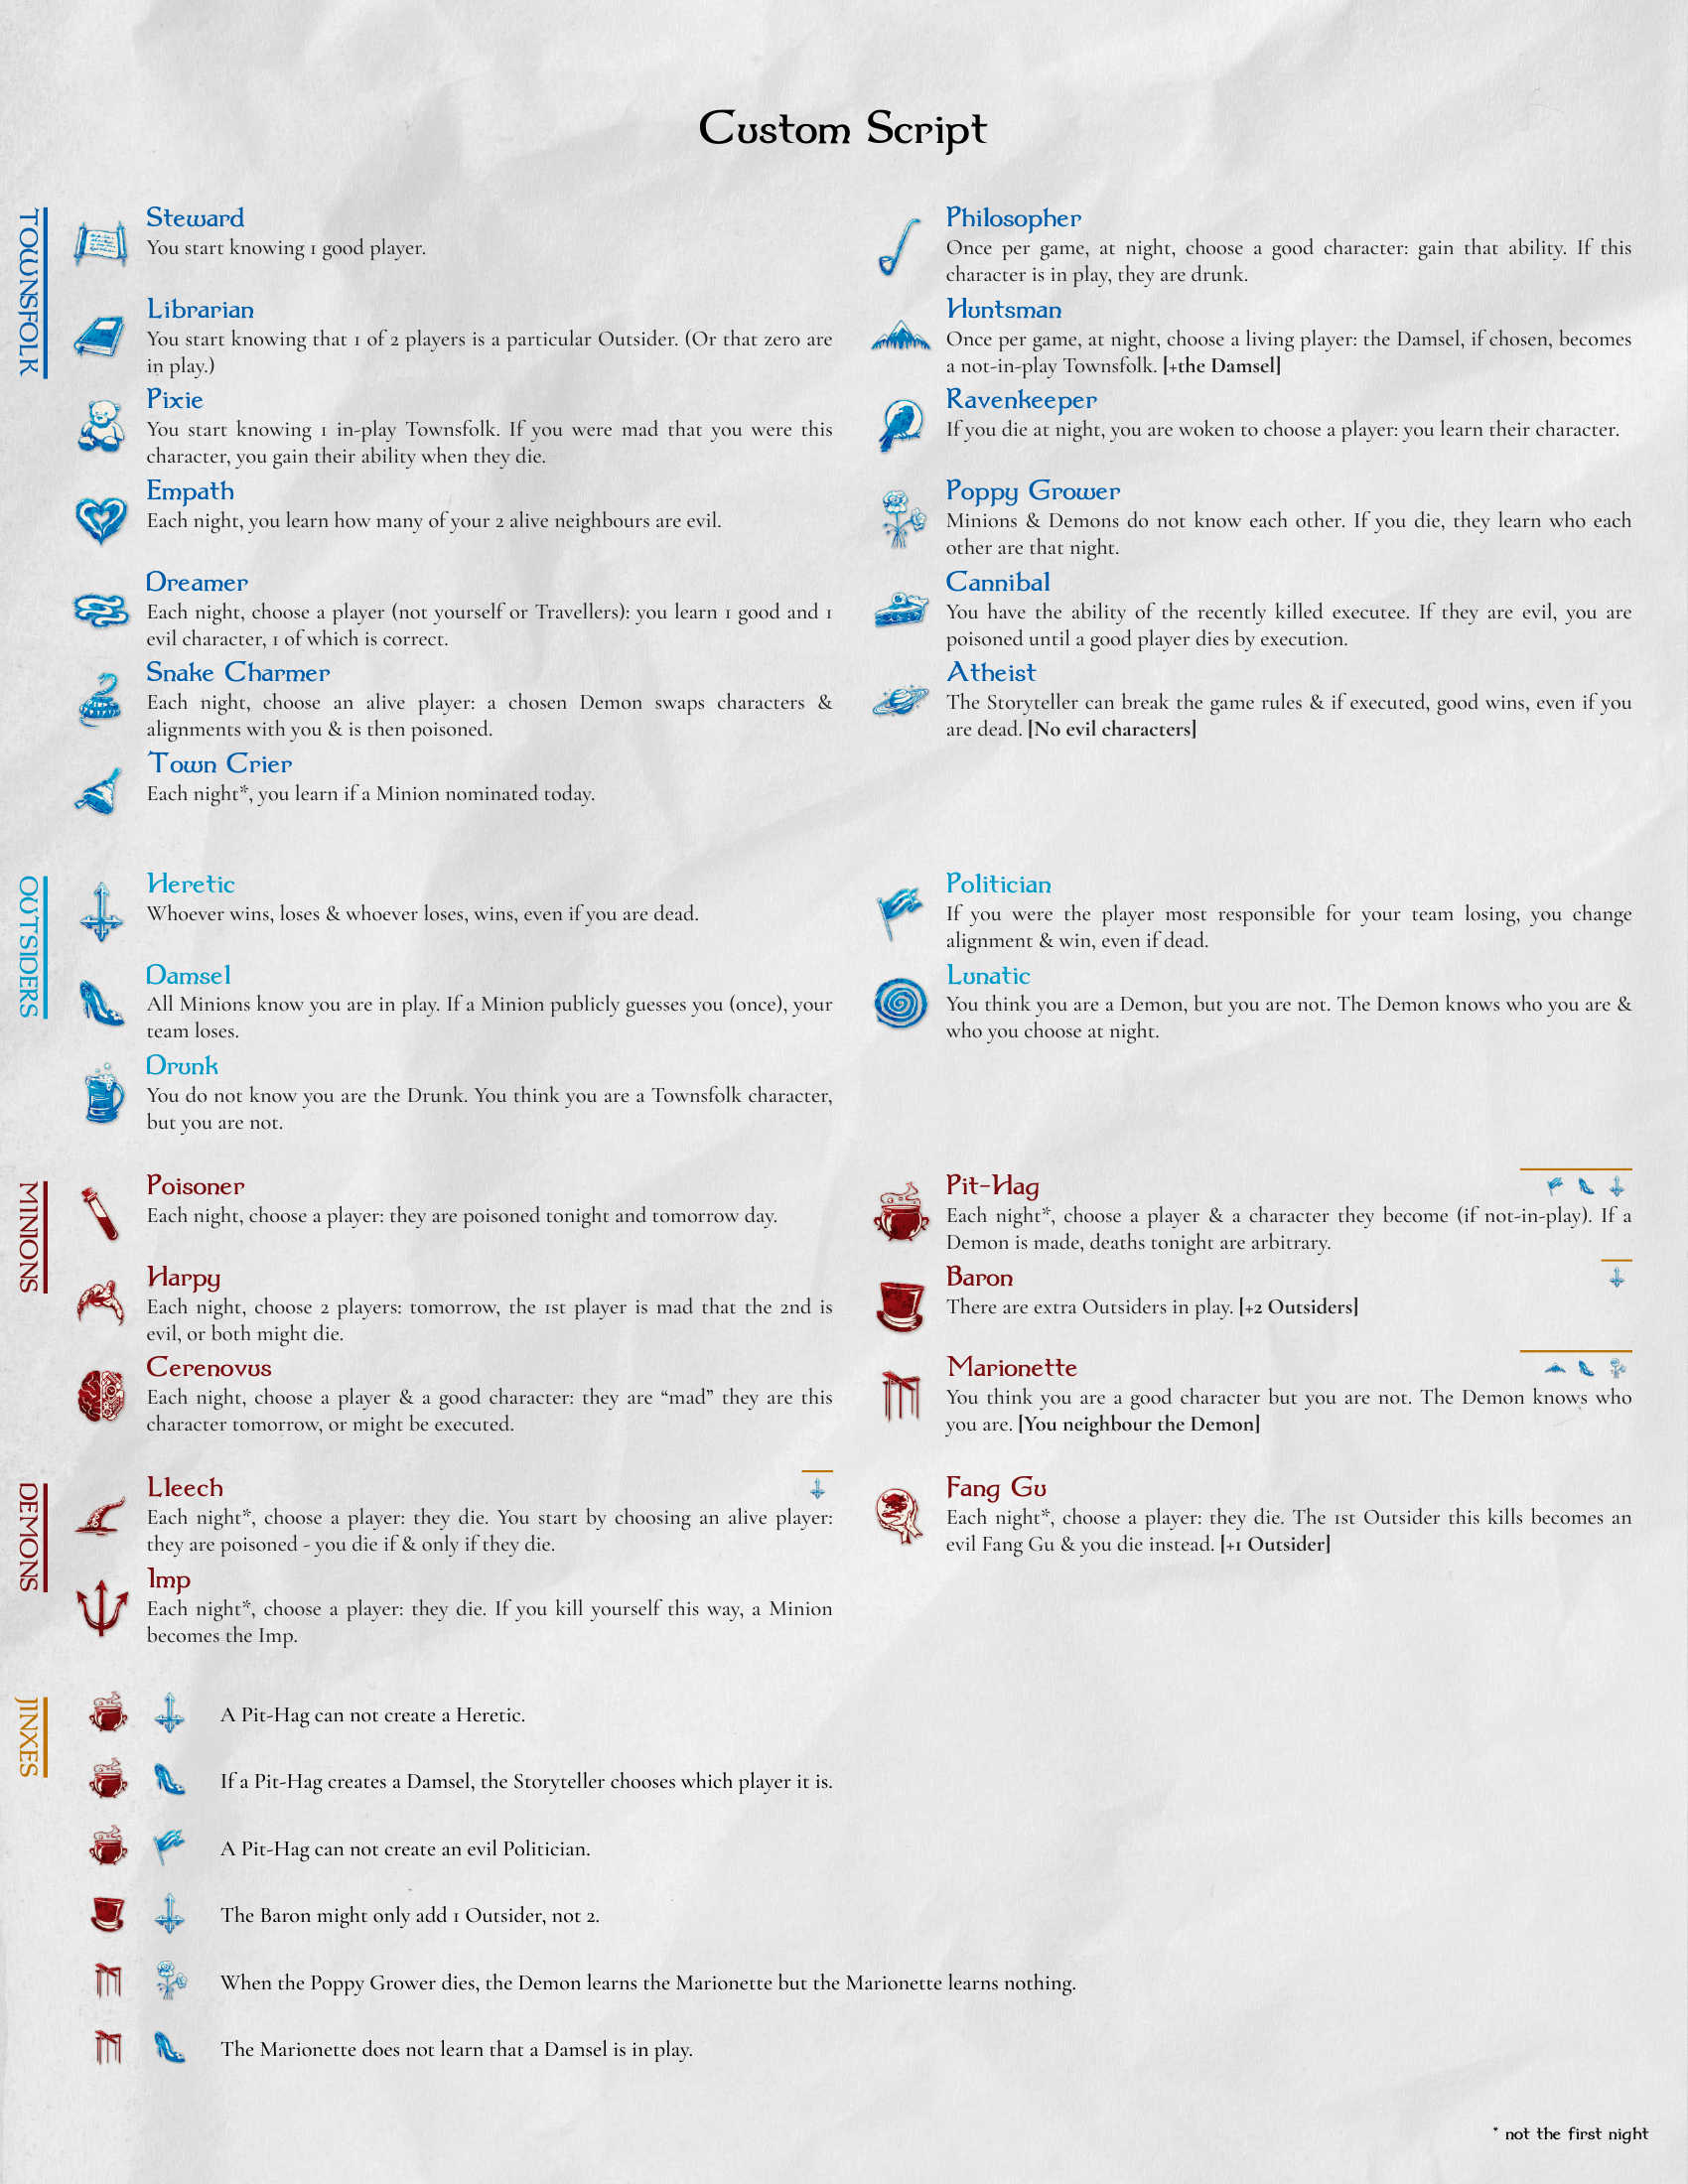 Custom Script
TOWNSFOLK
Steward
You start knowing 1 good player.
Librarian
You start knowing that 1 of 2 players is a particular Outsider. (Or that zero are
in play.)
Pixie
You start knowing 1 in-play Townsfolk. If you were mad that you were this
character, you gain their ability when they die.
Empath
Each night, you learn how many of your 2 alive neighbours are evil.
Dreamer
Each night, choose a player (not yourself or Travellers): you learn 1 good and 1
evil character, 1 of which is correct.
Snake Charmer
Each night, choose an alive player: a chosen Demon swaps characters &
alignments with you & is then poisoned.
Town Crier
Each night*, you learn if a Minion nominated today.
Philosopher
Once per game, at night, choose a good character: gain that ability. If this
character is in play, they are drunk.
Huntsman
Once per game, at night, choose a living player: the Damsel, if chosen, becomes
a not-in-play Townsfolk. [+the Damsel]
Ravenkeeper
If you die at night, you are woken to choose a player: you learn their character.
Poppy Grower
Minions & Demons do not know each other. If you die, they learn who each
other are that night.
Cannibal
You have the ability of the recently killed executee. If they are evil, you are
poisoned until a good player dies by execution.
Atheist
The Storyteller can break the game rules & if executed, good wins, even if you
are dead. [No evil characters]
OUTSIDERS
Heretic
Whoever wins, loses & whoever loses, wins, even if you are dead.
Damsel
All Minions know you are in play. If a Minion publicly guesses you (once), your
team loses.
Drunk
You do not know you are the Drunk. You think you are a Townsfolk character,
but you are not.
Politician
If you were the player most responsible for your team losing, you change
alignment & win, even if dead.
Lunatic
You think you are a Demon, but you are not. The Demon knows who you are &
who you choose at night.
MINIONS
Poisoner
Each night, choose a player: they are poisoned tonight and tomorrow day.
Harpy
Each night, choose 2 players: tomorrow, the 1st player is mad that the 2nd is
evil, or both might die.
Cerenovus
Each night, choose a player & a good character: they are “mad” they are this
character tomorrow, or might be executed.
Pit-Hag
Each night*, choose a player & a character they become (if not-in-play). If a
Demon is made, deaths tonight are arbitrary.
Baron
There are extra Outsiders in play. [+2 Outsiders]
Marionette
You think you are a good character but you are not. The Demon knows who
you are. [You neighbour the Demon]
DEMONS
Lleech
Each night*, choose a player: they die. You start by choosing an alive player:
they are poisoned - you die if & only if they die.
Imp
Each night*, choose a player: they die. If you kill yourself this way, a Minion
becomes the Imp.
Fang Gu
Each night*, choose a player: they die. The 1st Outsider this kills becomes an
evil Fang Gu & you die instead. [+1 Outsider]
JINXES
A Pit-Hag can not create a Heretic.
If a Pit-Hag creates a Damsel, the Storyteller chooses which player it is.
A Pit-Hag can not create an evil Politician.
The Baron might only add 1 Outsider, not 2.
When the Poppy Grower dies, the Demon learns the Marionette but the Marionette learns nothing.
The Marionette does not learn that a Damsel is in play.
* not the first night